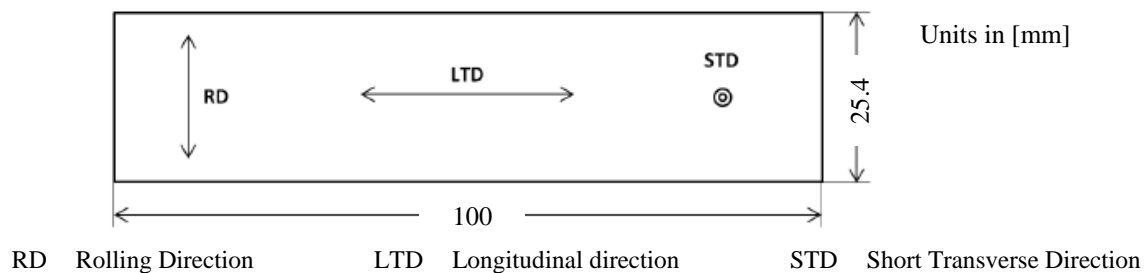 Units in [mm]
STD
LTD
RD
25.4
100
RD Rolling Direction LTD Longitudinal direction STD Short Transverse Direction